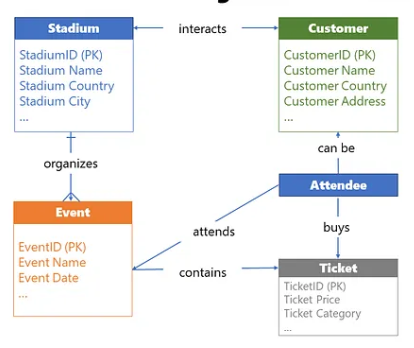 Stadium
interacts
Customer
StadiumID (PK)
Stadium Name
Stadium Country
Stadium City
...
CustomerID (PK)
Customer Name
Customer Country
Customer Address
...
organizes
can be
Attendee
Event
attends
buys
EventID (PK)
Event Name
Event Date
...
contains
Ticket
TicketID (PK)
Ticket Price
Ticket Category
...